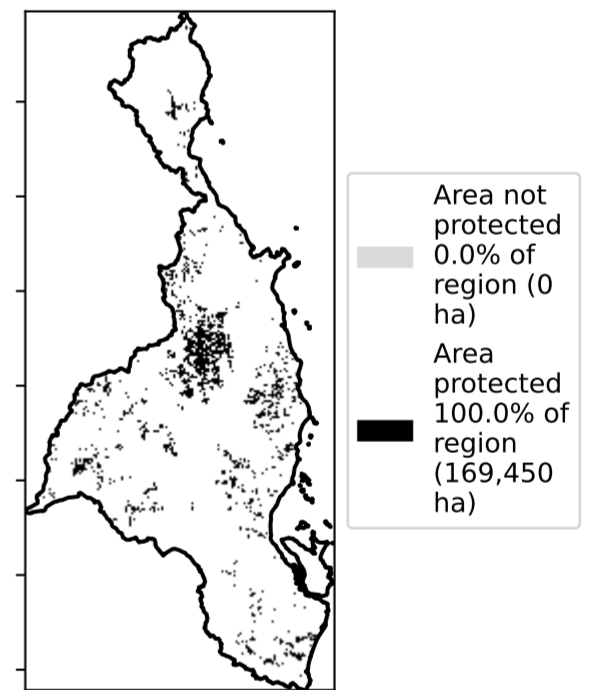 Area not
protected
0.0% of
region (0
ha)
Area
protected
100.0% of
region
(169,450
ha)